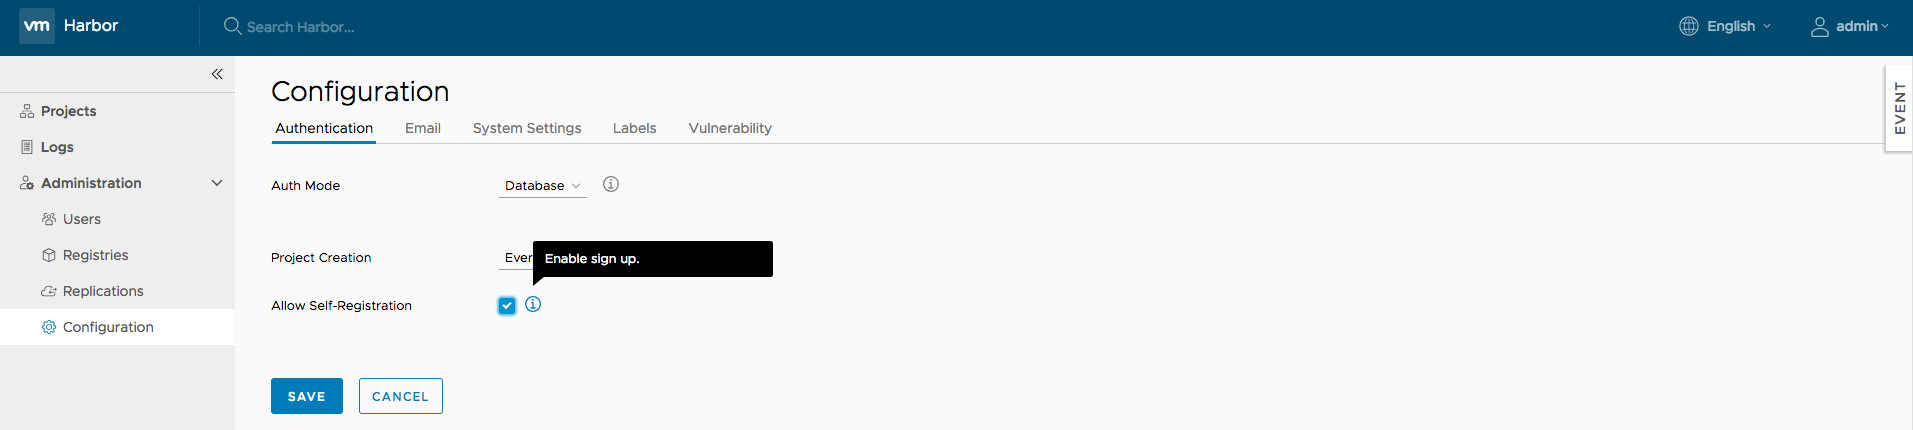 vm Harbor Search Harbor... English admin
Projects
Logs
Administration
Users
Registries
Replications
Configuration
Configuration
Authentication Email System Settings Labels Vulnerability
Auth Mode Database
Project Creation Ever
Enable sign up.
Allow Self-Registration
SAVE CANCEL
EVENT